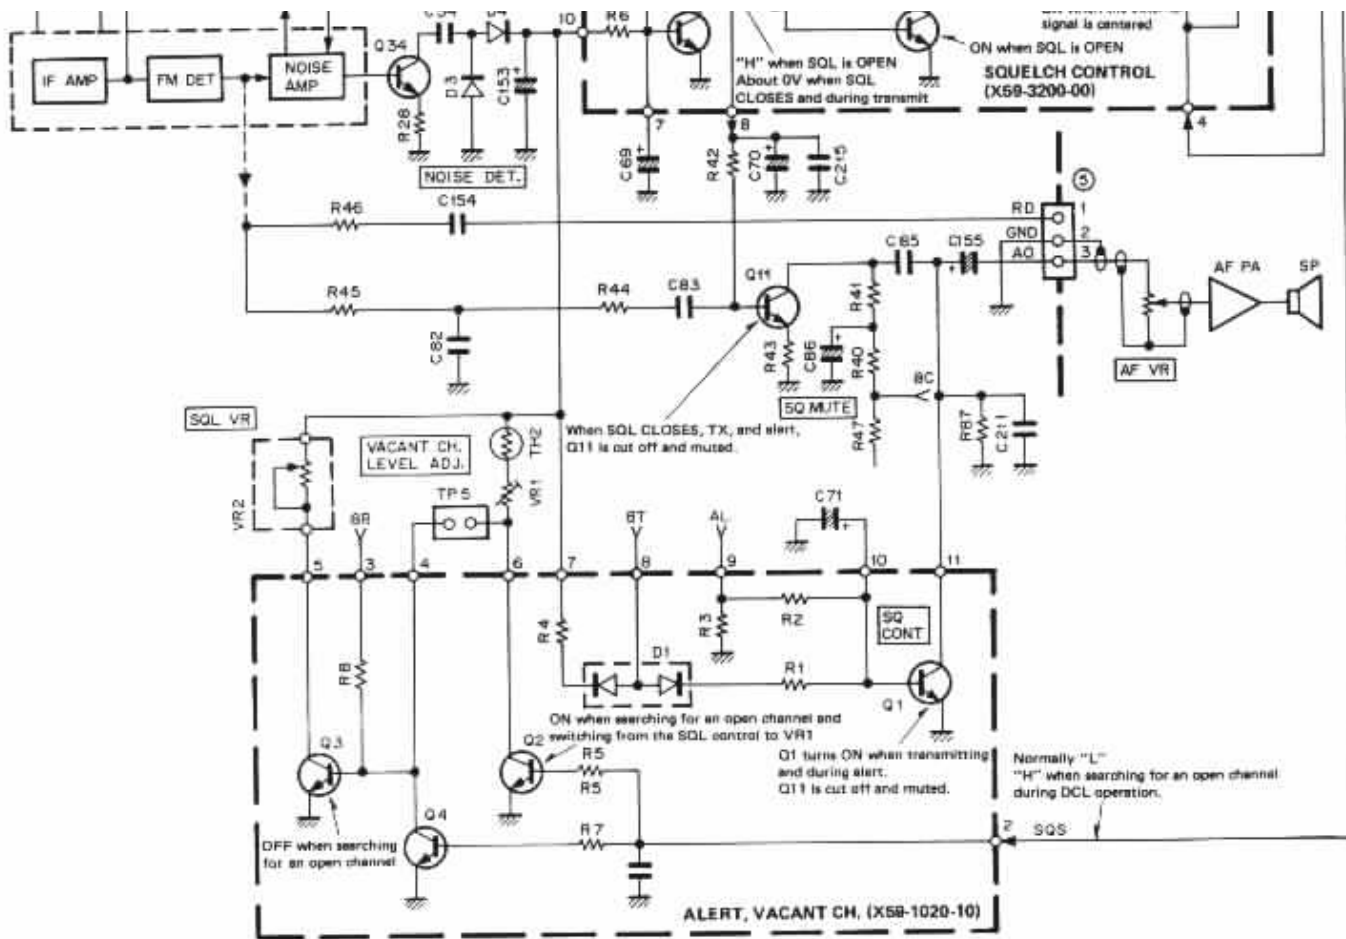 signal is centered
C54
D4
10
R6
Q34
IF AMP
FM DET
NOISE
AMP
D3
C153
+
R28
NOISE DET.
"H" when SQL is OPEN
About 0V when SQL
CLOSES and during transmit
ON when SQL is OPEN
SQUELCH CONTROL
(X59-3200-00)
7
8
4
C69
+
R42
C70
+
C215
5
R46
C154
RD
1
GND
2
AO
3
C85
C155
+
AF PA
SP
R45
R44
C83
Q11
R41
C82
R43
C86
+
R40
8C
AF VR
SQ MUTE
R47
R87
C211
When SQL CLOSES, TX, and alert,
Q11 is cut off and muted.
SQL VR
VACANT CH.
LEVEL ADJ.
TH2
VR1
VR2
TP5
8R
8T
AL
C71
+
5
3
4
6
7
8
9
10
11
R8
R4
R3
R2
SQ
CONT
D1
R1
Q1
ON when searching for an open channel and
switching from the SQL control to VR1
Q3
Q2
R5
R5
Q1 turns ON when transmitting
and during alert.
Q11 is cut off and muted.
Normally "L"
"H" when searching for an open channel
during DCL operation.
Q4
R7
2
SQS
OFF when searching
for an open channel
ALERT, VACANT CH. (X59-1020-10)